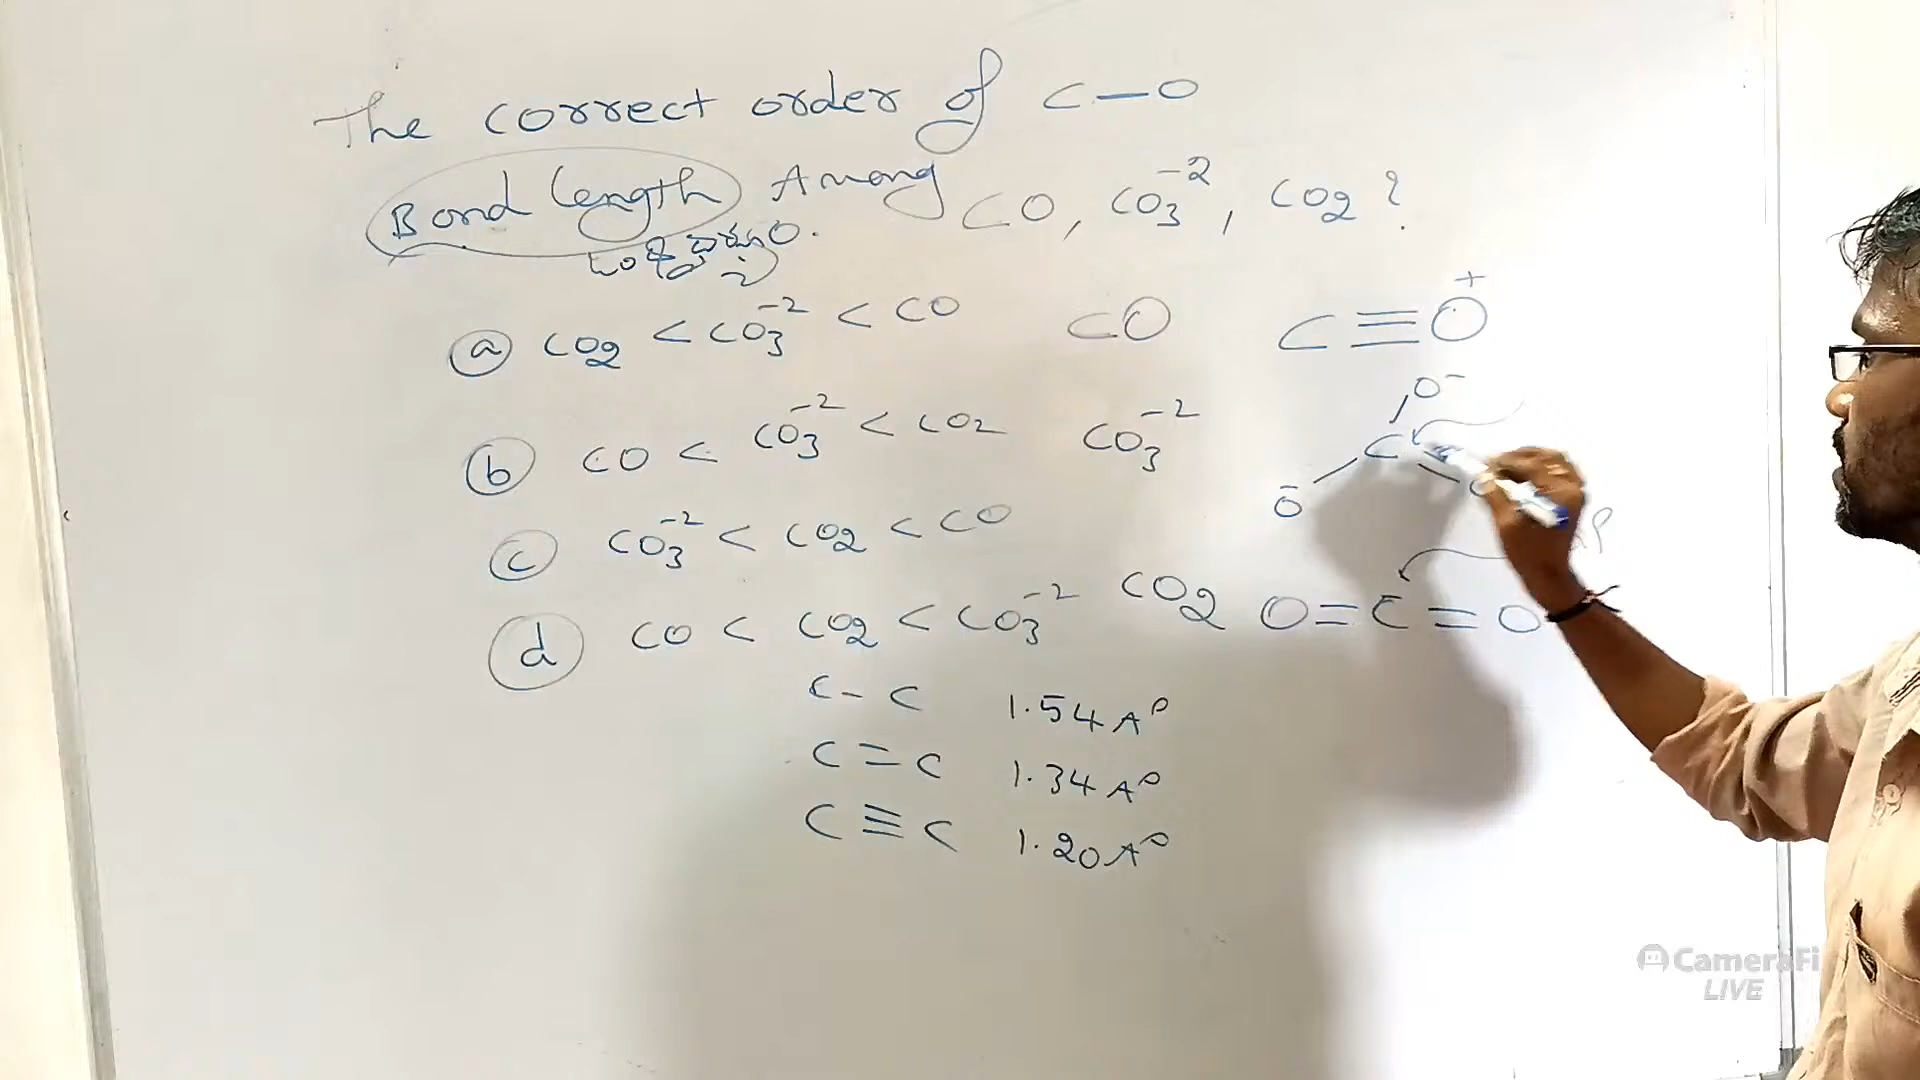 The correct order of C-O
Bond length Among CO, CO₃⁻², CO₂ ?
a CO₂ < CO₃⁻² < CO
b CO < CO₃⁻² < CO₂
c CO₃⁻² < CO₂ < CO
d CO < CO₂ < CO₃⁻²
C-C 1.54A°
C=C 1.34A°
C≡C 1.20A°
CO C≡O⁺
CO₃⁻²
O⁻
C
O⁻
CO₂ O=C=O
CameraFi
LIVE